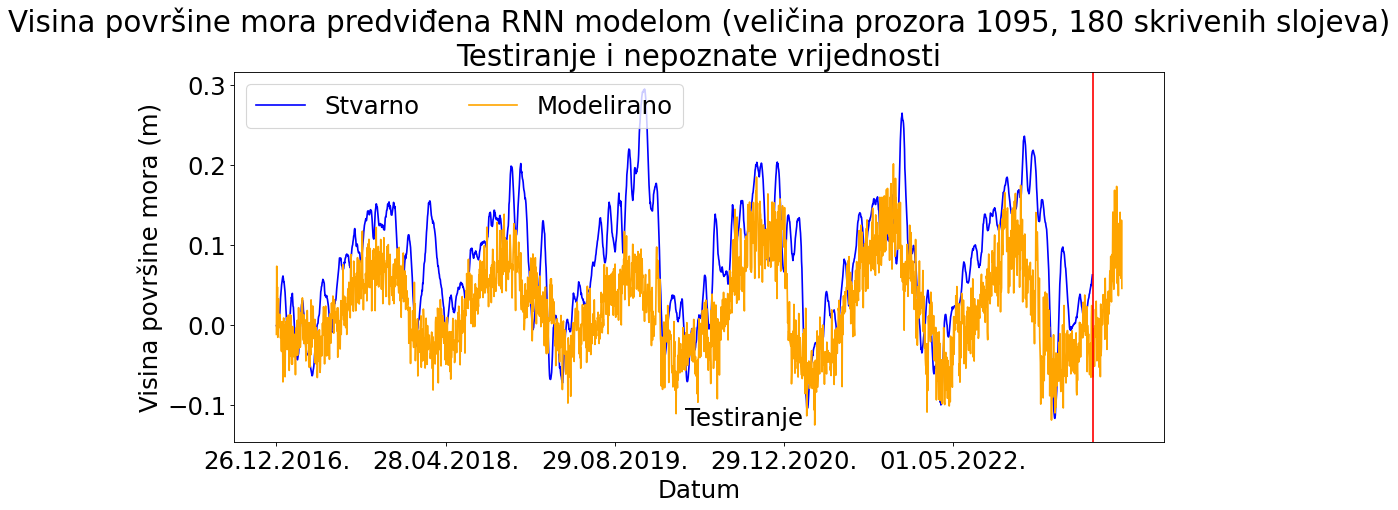 Visina površine mora predviđena RNN modelom (veličina prozora 1095, 180 skrivenih slojeva)
Testiranje i nepoznate vrijednosti
Stvarno Modelirano
Visina površine mora (m)
0.3
0.2
0.1
0.0
−0.1
Testiranje
26.12.2016. 28.04.2018. 29.08.2019. 29.12.2020. 01.05.2022.
Datum